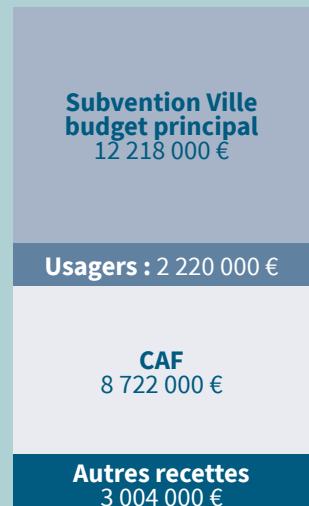 Subvention Ville
budget principal
12 218 000 €
Usagers : 2 220 000 €
CAF
8 722 000 €
Autres recettes
3 004 000 €